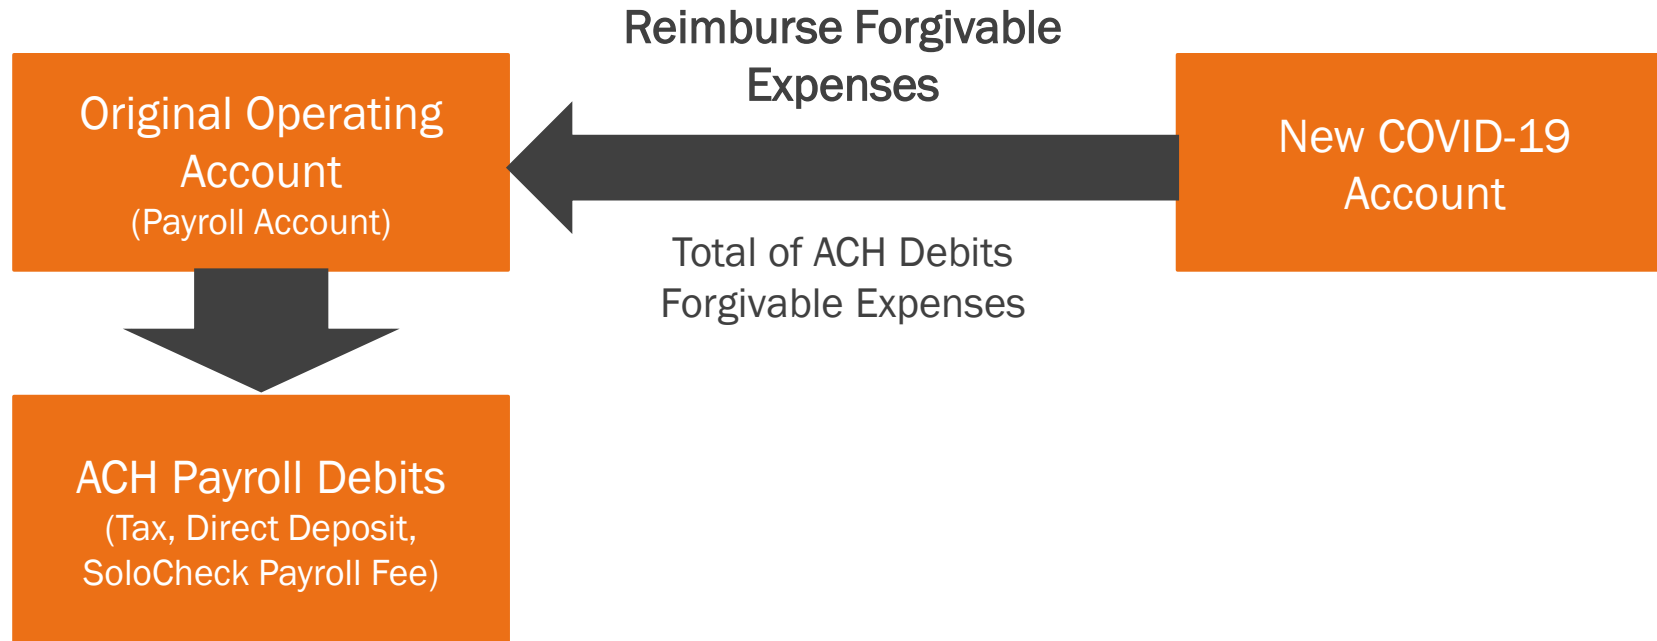 Reimburse Forgivable
Expenses
Original Operating
Account
(Payroll Account)
New COVID-19
Account
Total of ACH Debits
Forgivable Expenses
ACH Payroll Debits
(Tax, Direct Deposit,
SoloCheck Payroll Fee)